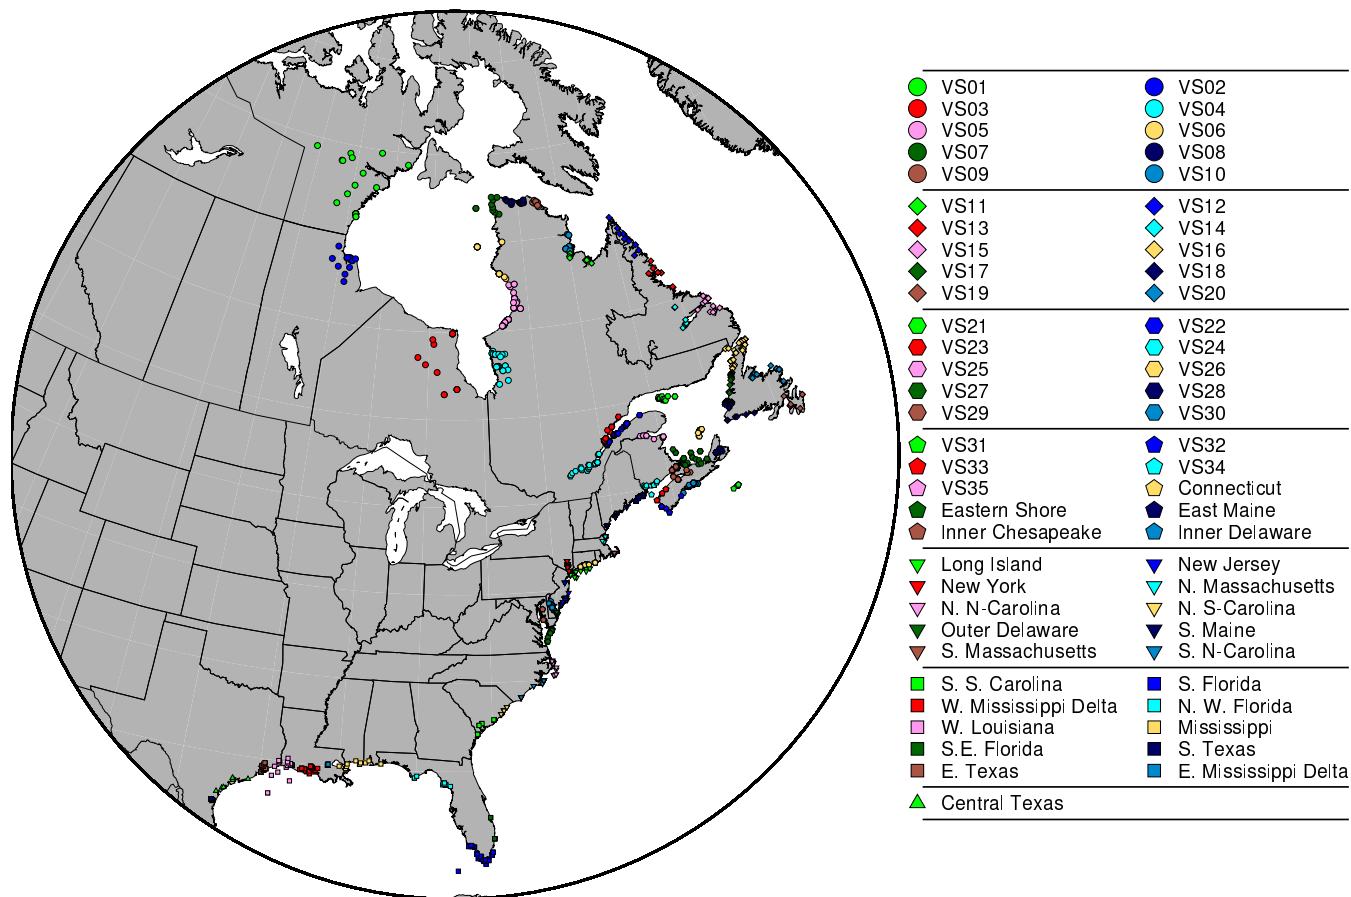 VS01 VS02
VS03 VS04
VS05 VS06
VS07 VS08
VS09 VS10
VS11 VS12
VS13 VS14
VS15 VS16
VS17 VS18
VS19 VS20
VS21 VS22
VS23 VS24
VS25 VS26
VS27 VS28
VS29 VS30
VS31 VS32
VS33 VS34
VS35 Connecticut
Eastern Shore East Maine
Inner Chesapeake Inner Delaware
Long Island New Jersey
New York N. Massachusetts
N. N-Carolina N. S-Carolina
Outer Delaware S. Maine
S. Massachusetts S. N-Carolina
S. S. Carolina S. Florida
W. Mississippi Delta N. W. Florida
W. Louisiana Mississippi
S.E. Florida S. Texas
E. Texas E. Mississippi Delta
Central Texas